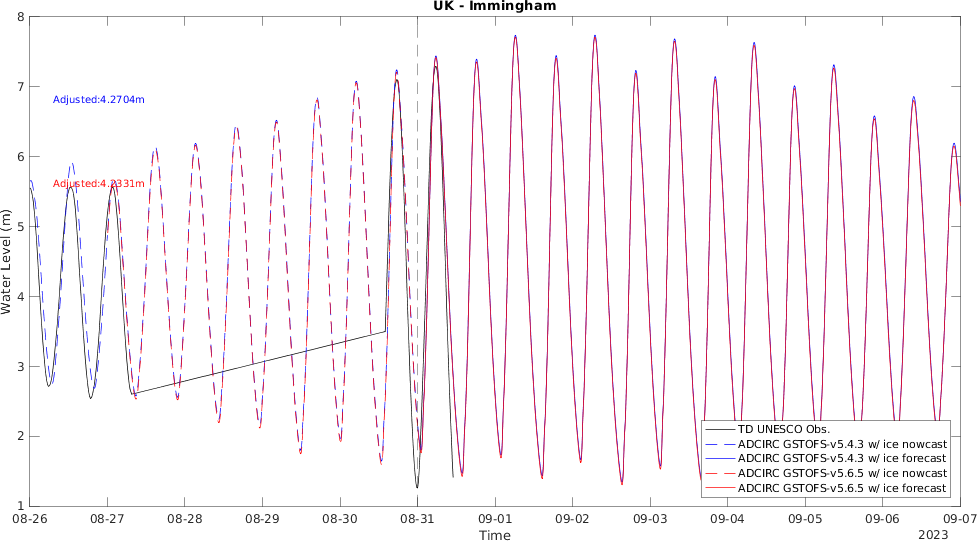 UK - Immingham
8
7
6
5
4
3
2
1
Water Level (m)
Adjusted:4.2704m
Adjusted:4.2331m
TD UNESCO Obs.
ADCIRC GSTOFS-v5.4.3 w/ ice nowcast
ADCIRC GSTOFS-v5.4.3 w/ ice forecast
ADCIRC GSTOFS-v5.6.5 w/ ice nowcast
ADCIRC GSTOFS-v5.6.5 w/ ice forecast
08-26 08-27 08-28 08-29 08-30 08-31 09-01 09-02 09-03 09-04 09-05 09-06 09-07
Time
2023